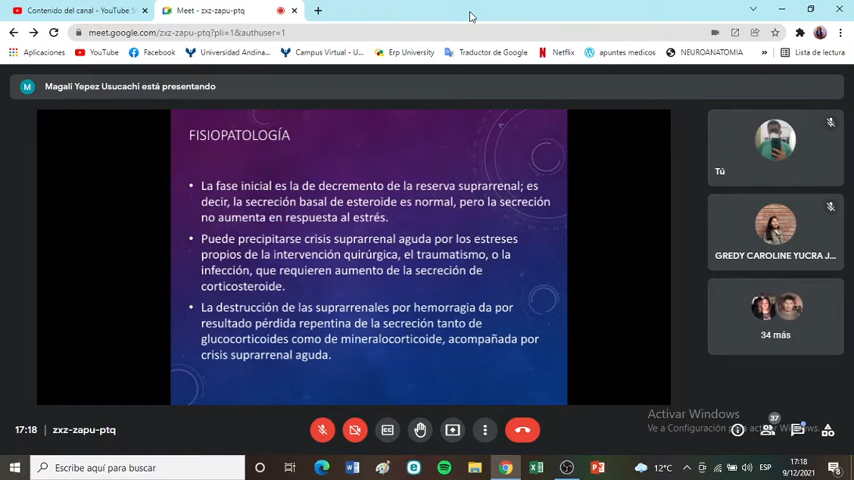 Contenido del canal - YouTube S
Meet - zxz-zapu-ptq
meet.google.com/zxz-zapu-ptq?pli=1&authuser=1
Aplicaciones
YouTube
Facebook
Universidad Andina...
Campus Virtual - U...
Erp University
Traductor de Google
Netflix
apuntes medicos
NEUROANATOMIA
Lista de lectura
M
Magali Yepez Usucachi está presentando
FISIOPATOLOGÍA
• La fase inicial es la de decremento de la reserva suprarrenal; es
decir, la secreción basal de esteroide es normal, pero la secreción
no aumenta en respuesta al estrés.
• Puede precipitarse crisis suprarrenal aguda por los estreses
propios de la intervención quirúrgica, el traumatismo, o la
infección, que requieren aumento de la secreción de
corticosteroide.
• La destrucción de las suprarrenales por hemorragia da por
resultado pérdida repentina de la secreción tanto de
glucocorticoides como de mineralocorticoide, acompañada por
crisis suprarrenal aguda.
Tú
GREDY CAROLINE YUCRA J...
34 más
Activar Windows
Ve a Configuración para activar Windows.
17:18
zxz-zapu-ptq
37
Escribe aquí para buscar
12°C
ESP
17:18
9/12/2021